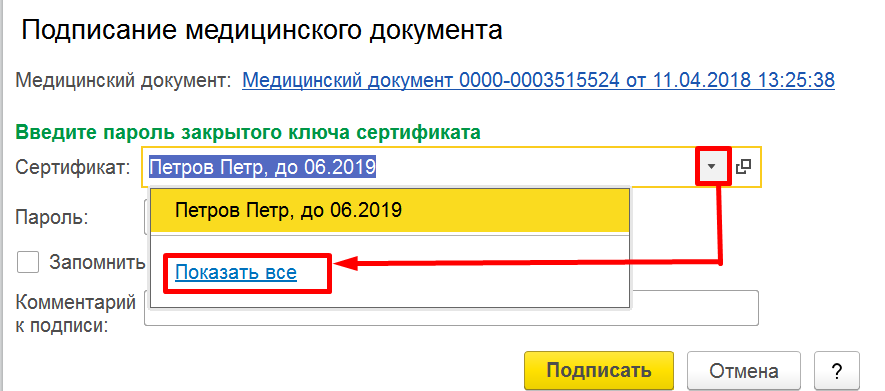 Подписание медицинского документа
Медицинский документ: Медицинский документ 0000-0003515524 от 11.04.2018 13:25:38
Введите пароль закрытого ключа сертификата
Сертификат: Петров Петр, до 06.2019
Петров Петр, до 06.2019
Пароль:
Запомнить
Показать все
Комментарий
к подписи:
Подписать Отмена ?